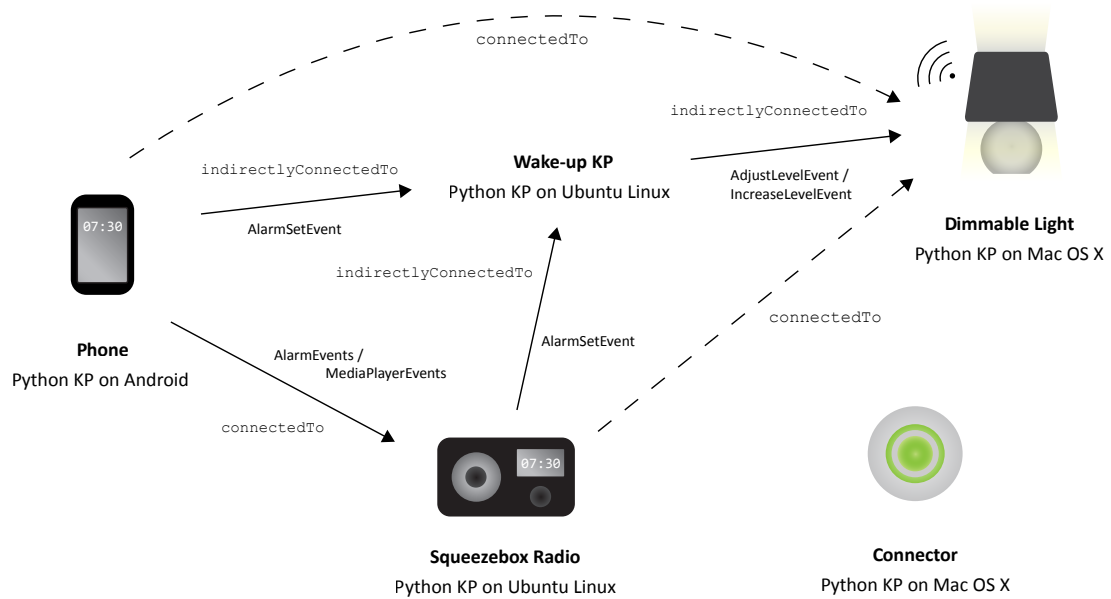 connectedTo
indirectlyConnectedTo
Wake-up KP
Python KP on Ubuntu Linux
indirectlyConnectedTo
AdjustLevelEvent /
IncreaseLevelEvent
AlarmSetEvent
07:30
Dimmable Light
Python KP on Mac OS X
indirectlyConnectedTo
connectedTo
Phone
Python KP on Android
AlarmEvents /
MediaPlayerEvents
AlarmSetEvent
connectedTo
07:30
Squeezebox Radio
Python KP on Ubuntu Linux
Connector
Python KP on Mac OS X